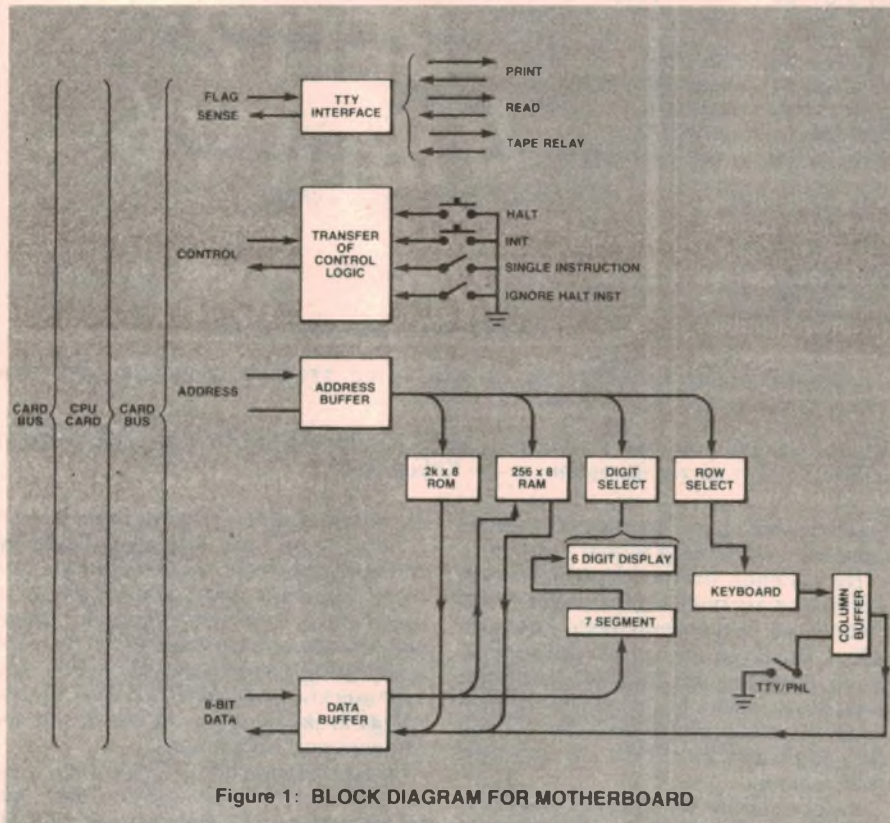 FLAG
SENSE
TTY
INTERFACE
PRINT
READ
TAPE RELAY
CONTROL
TRANSFER
OF
CONTROL
LOGIC
HALT
INIT
SINGLE INSTRUCTION
IGNORE HALT INST
ADDRESS
ADDRESS
BUFFER
CARD
BUS
CPU
CARD
CARD
BUS
2k x 8
ROM
256 x 8
RAM
DIGIT
SELECT
ROW
SELECT
6 DIGIT DISPLAY
7 SEGMENT
KEYBOARD
COLUMN
BUFFER
TTY/PNL
8-BIT
DATA
DATA
BUFFER
Figure 1: BLOCK DIAGRAM FOR MOTHERBOARD